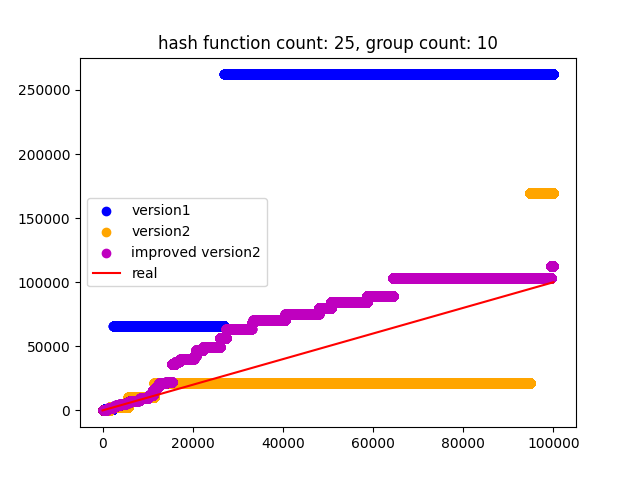 hash function count: 25, group count: 10
250000
200000
150000
100000
50000
0
version1
version2
improved version2
real
0
20000
40000
60000
80000
100000